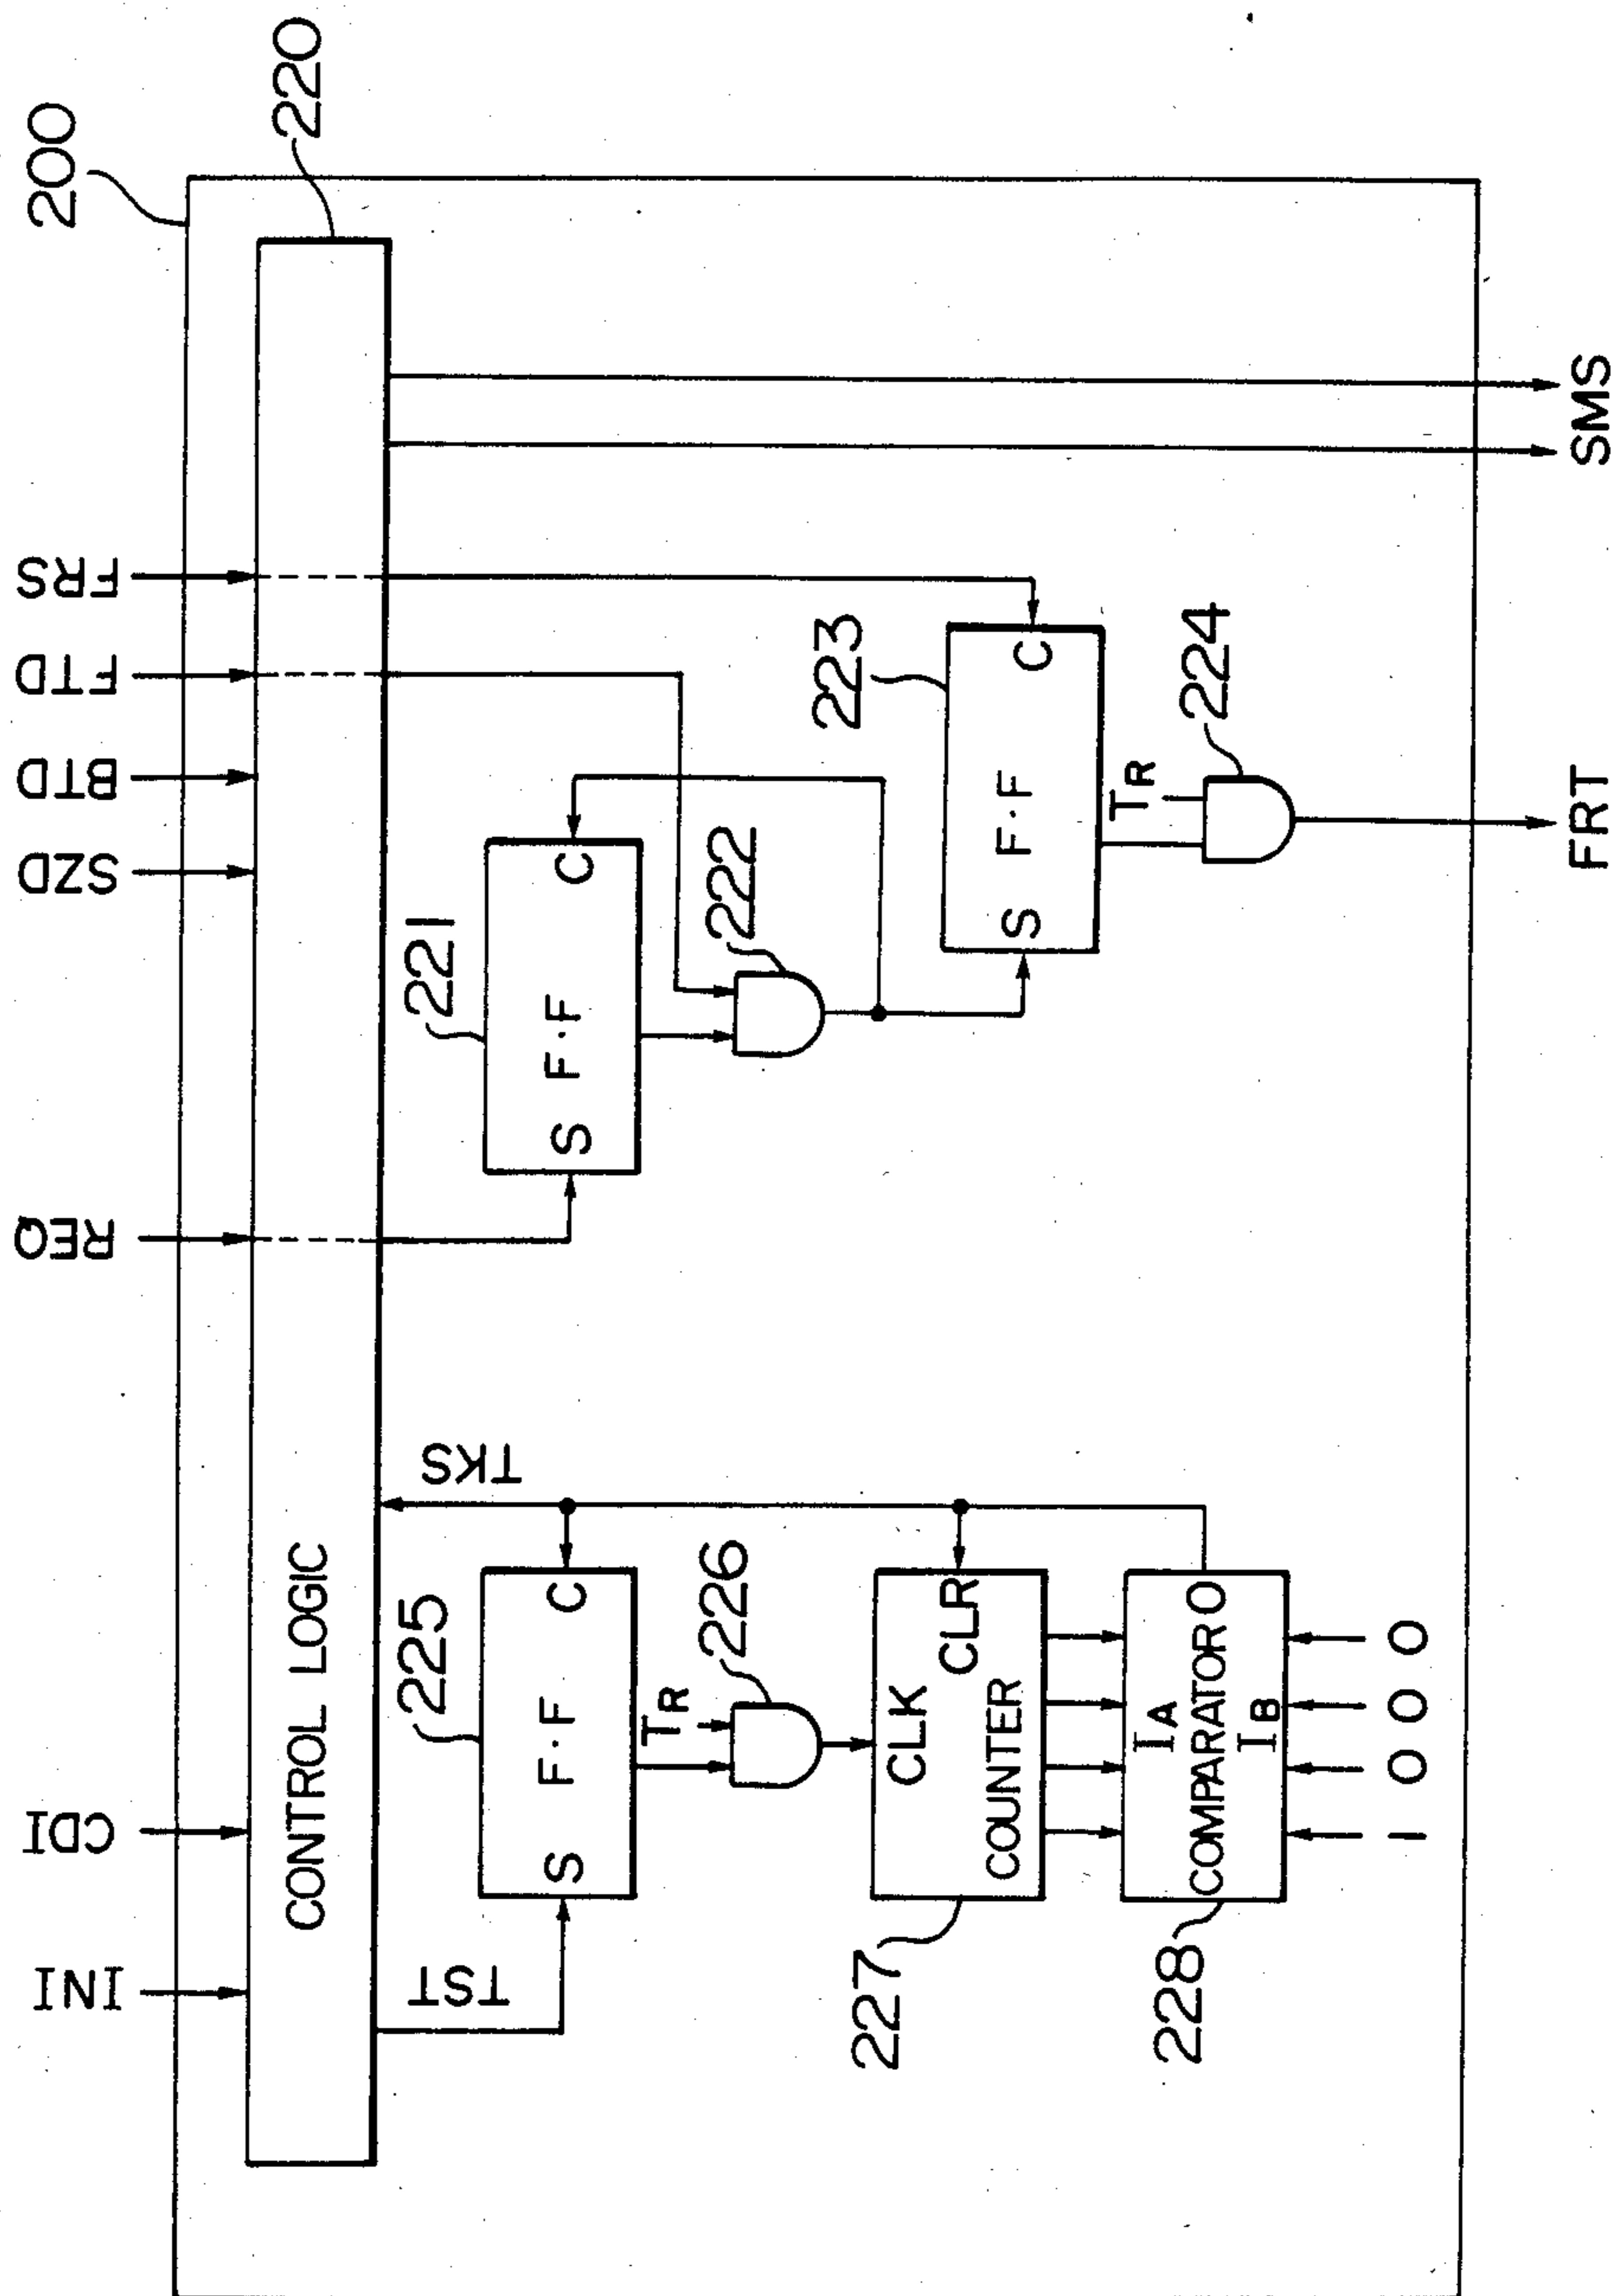 INI CDI REQ SZD BTD FTD FRS 200
CONTROL LOGIC 220
TST TKS
225 221
S F·F C S F·F C
TR
226 222
223
227 CLK CLR
COUNTER
S F·F C
TR
224
228 IA
COMPARATOR O
IB
1 0 0 0
FRT SMS